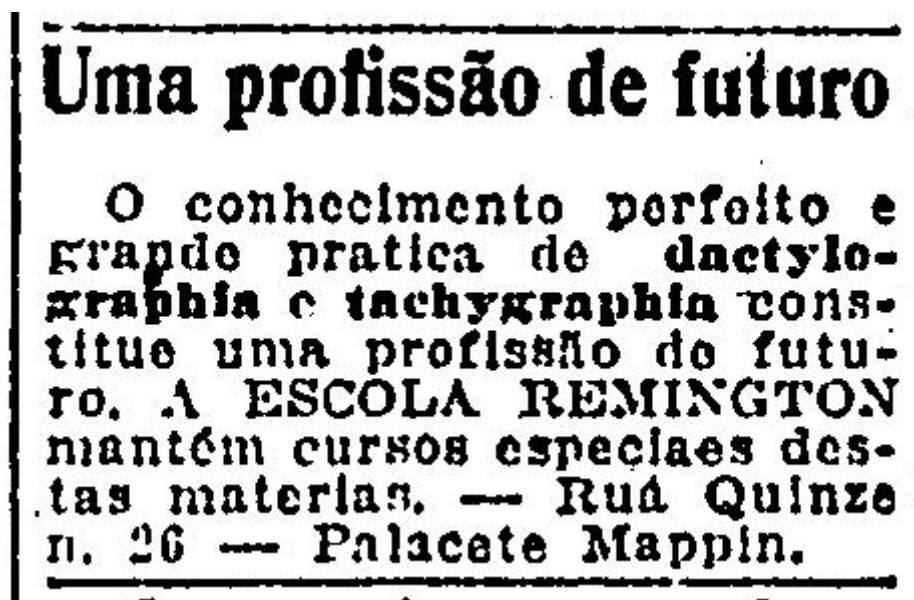 Uma profissão de futuro
O conhecimento perfeito e
grande pratica de dactylo-
graphia e tachygraphia cons-
titue uma profissão de futu-
ro. A ESCOLA REMINGTON
mantém cursos especiaes des-
tas materias. — Rua Quinze
n. 26 — Palacete Mappin.